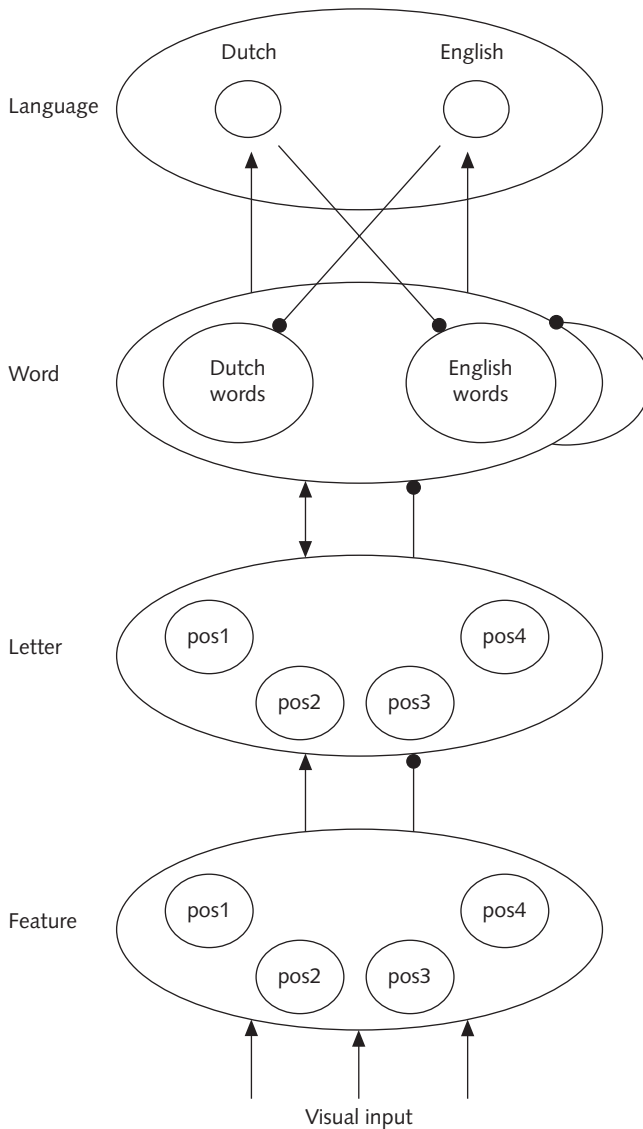 Dutch English
Language
Dutch English
words words
Word
pos1 pos4
Letter
pos2 pos3
pos1 pos4
Feature
pos2 pos3
Visual input